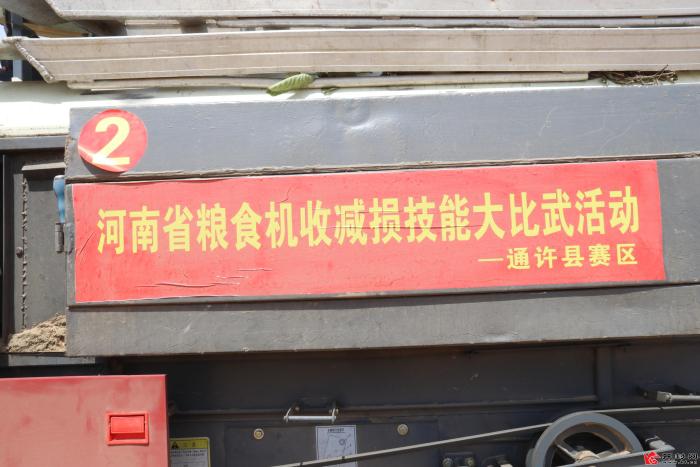 2
河南省粮食机收减损技能大比武活动
—通许县赛区